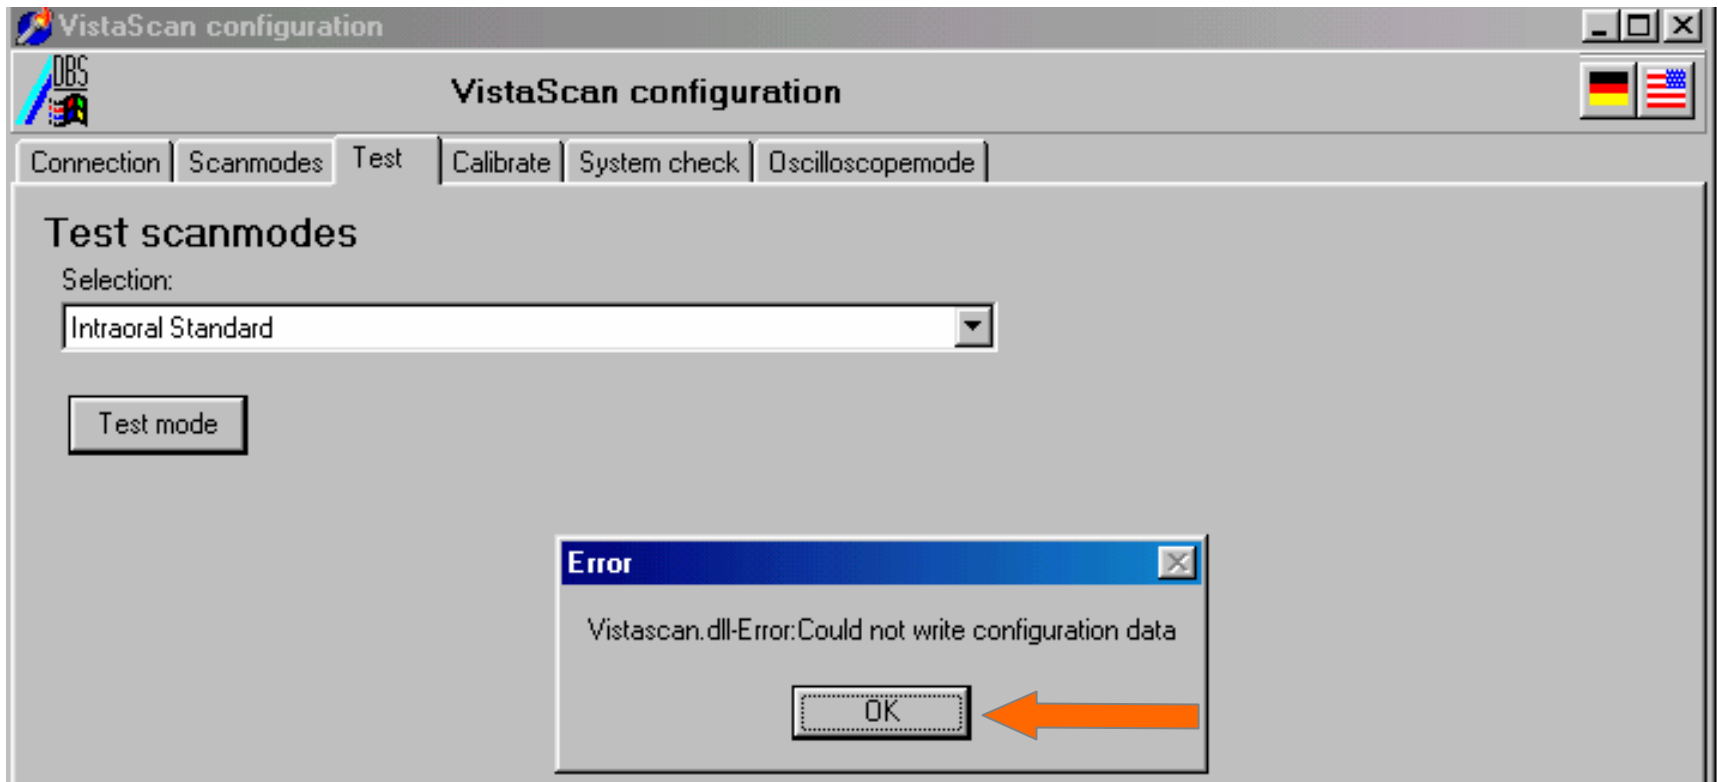 VistaScan configuration
DBS
VistaScan configuration
Connection Scanmodes Test Calibrate System check Oscilloscopemode
Test scanmodes
Selection:
Intraoral Standard
Test mode
Error
Vistascan.dll-Error:Could not write configuration data
OK